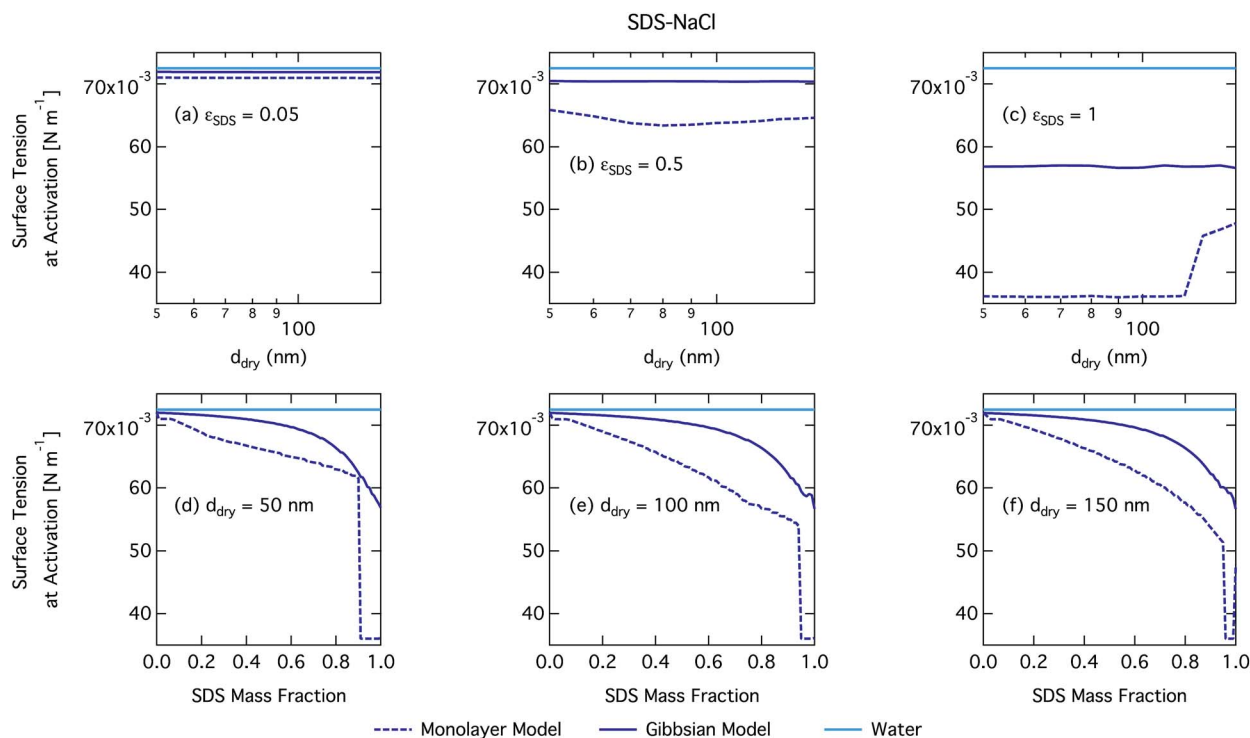 SDS-NaCl
Surface Tension
at Activation [N m⁻¹]
70x10⁻³
60
50
40
(a) ε_SDS = 0.05
5 6 7 8 9 100
d_dry (nm)
70x10⁻³
60
50
40
(b) ε_SDS = 0.5
5 6 7 8 9 100
d_dry (nm)
70x10⁻³
60
50
40
(c) ε_SDS = 1
5 6 7 8 9 100
d_dry (nm)
Surface Tension
at Activation [N m⁻¹]
70x10⁻³
60
50
40
(d) d_dry = 50 nm
0.0 0.2 0.4 0.6 0.8 1.0
SDS Mass Fraction
70x10⁻³
60
50
40
(e) d_dry = 100 nm
0.0 0.2 0.4 0.6 0.8 1.0
SDS Mass Fraction
70x10⁻³
60
50
40
(f) d_dry = 150 nm
0.0 0.2 0.4 0.6 0.8 1.0
SDS Mass Fraction
Monolayer Model Gibbsian Model Water